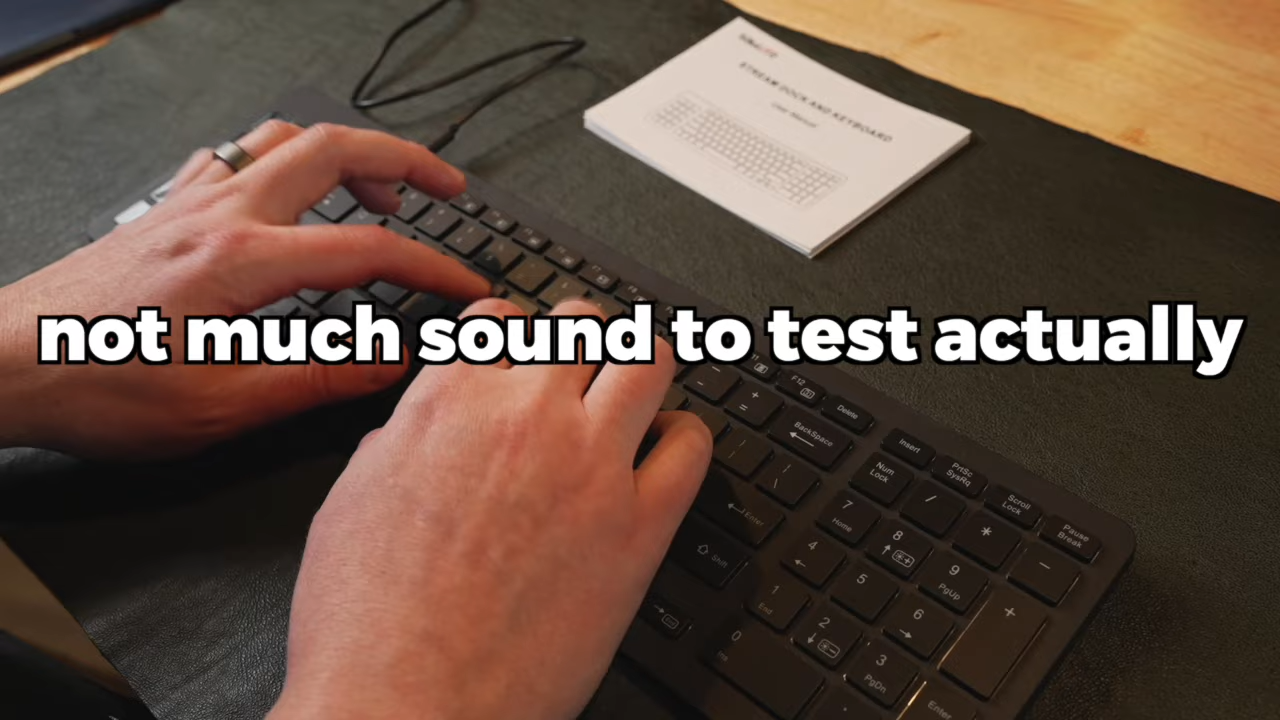 STREAM DOCK AND KEYBOARD
User Manual
not much sound to test actually
F12
Delete
BackSpace
Insert
PrtSc
SysRq
Scroll
Lock
Pause
Break
Num
Lock
/
*
-
7
Home
8
9
PgUp
+
4
5
6
1
End
2
3
PgDn
0
Ins
Enter
Enter
Shift